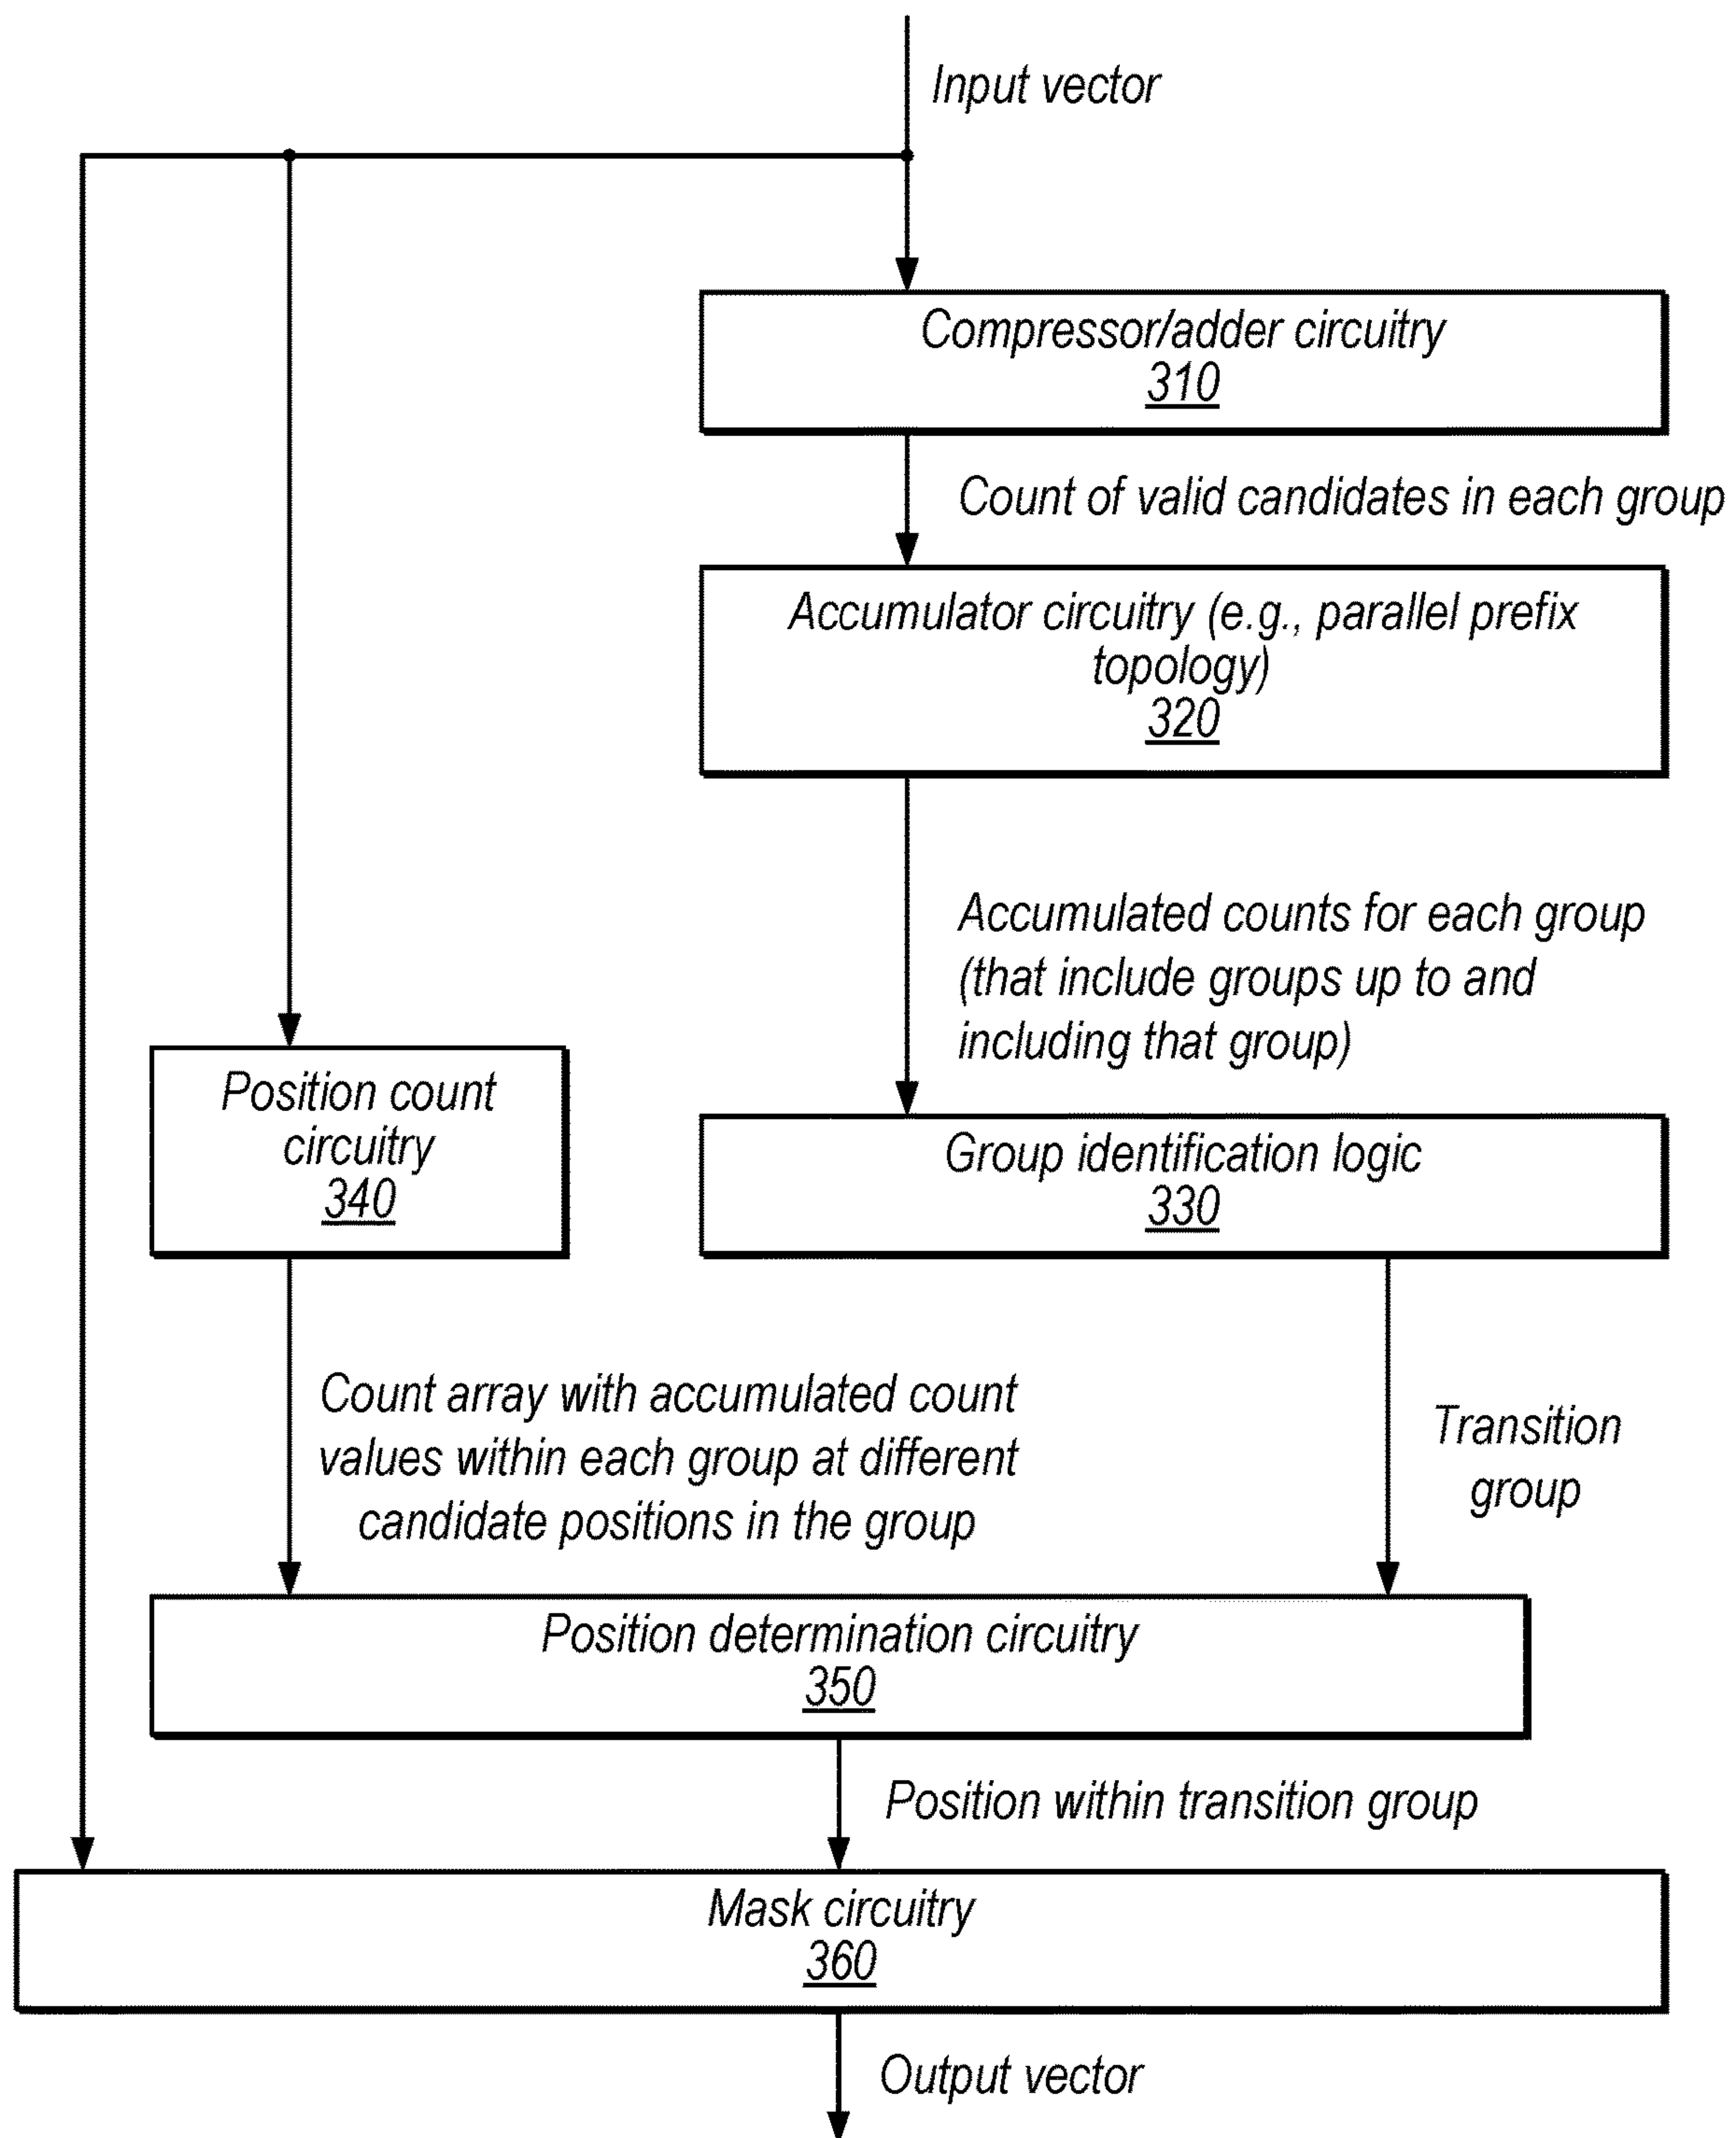 Input vector
Compressor/adder circuitry
310
Count of valid candidates in each group
Accumulator circuitry (e.g., parallel prefix
topology)
320
Accumulated counts for each group
(that include groups up to and
including that group)
Position count
circuitry
340
Group identification logic
330
Count array with accumulated count
values within each group at different
candidate positions in the group
Transition
group
Position determination circuitry
350
Position within transition group
Mask circuitry
360
Output vector